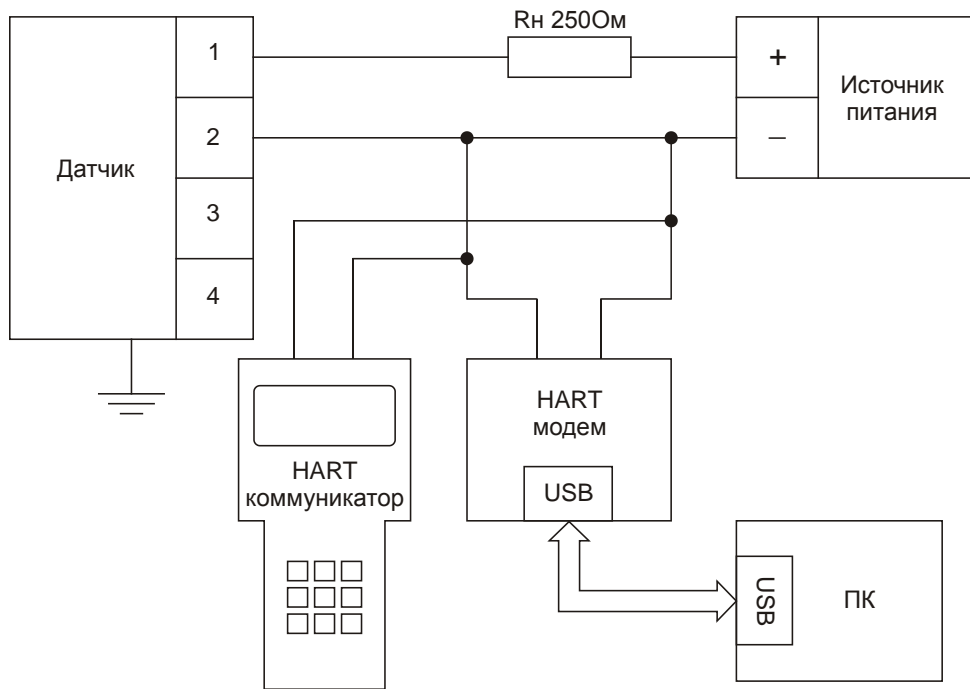 Rн 250Ом
1
+
Источник
питания
2
–
Датчик
3
4
HART
модем
HART
коммуникатор
USB
USB
ПК